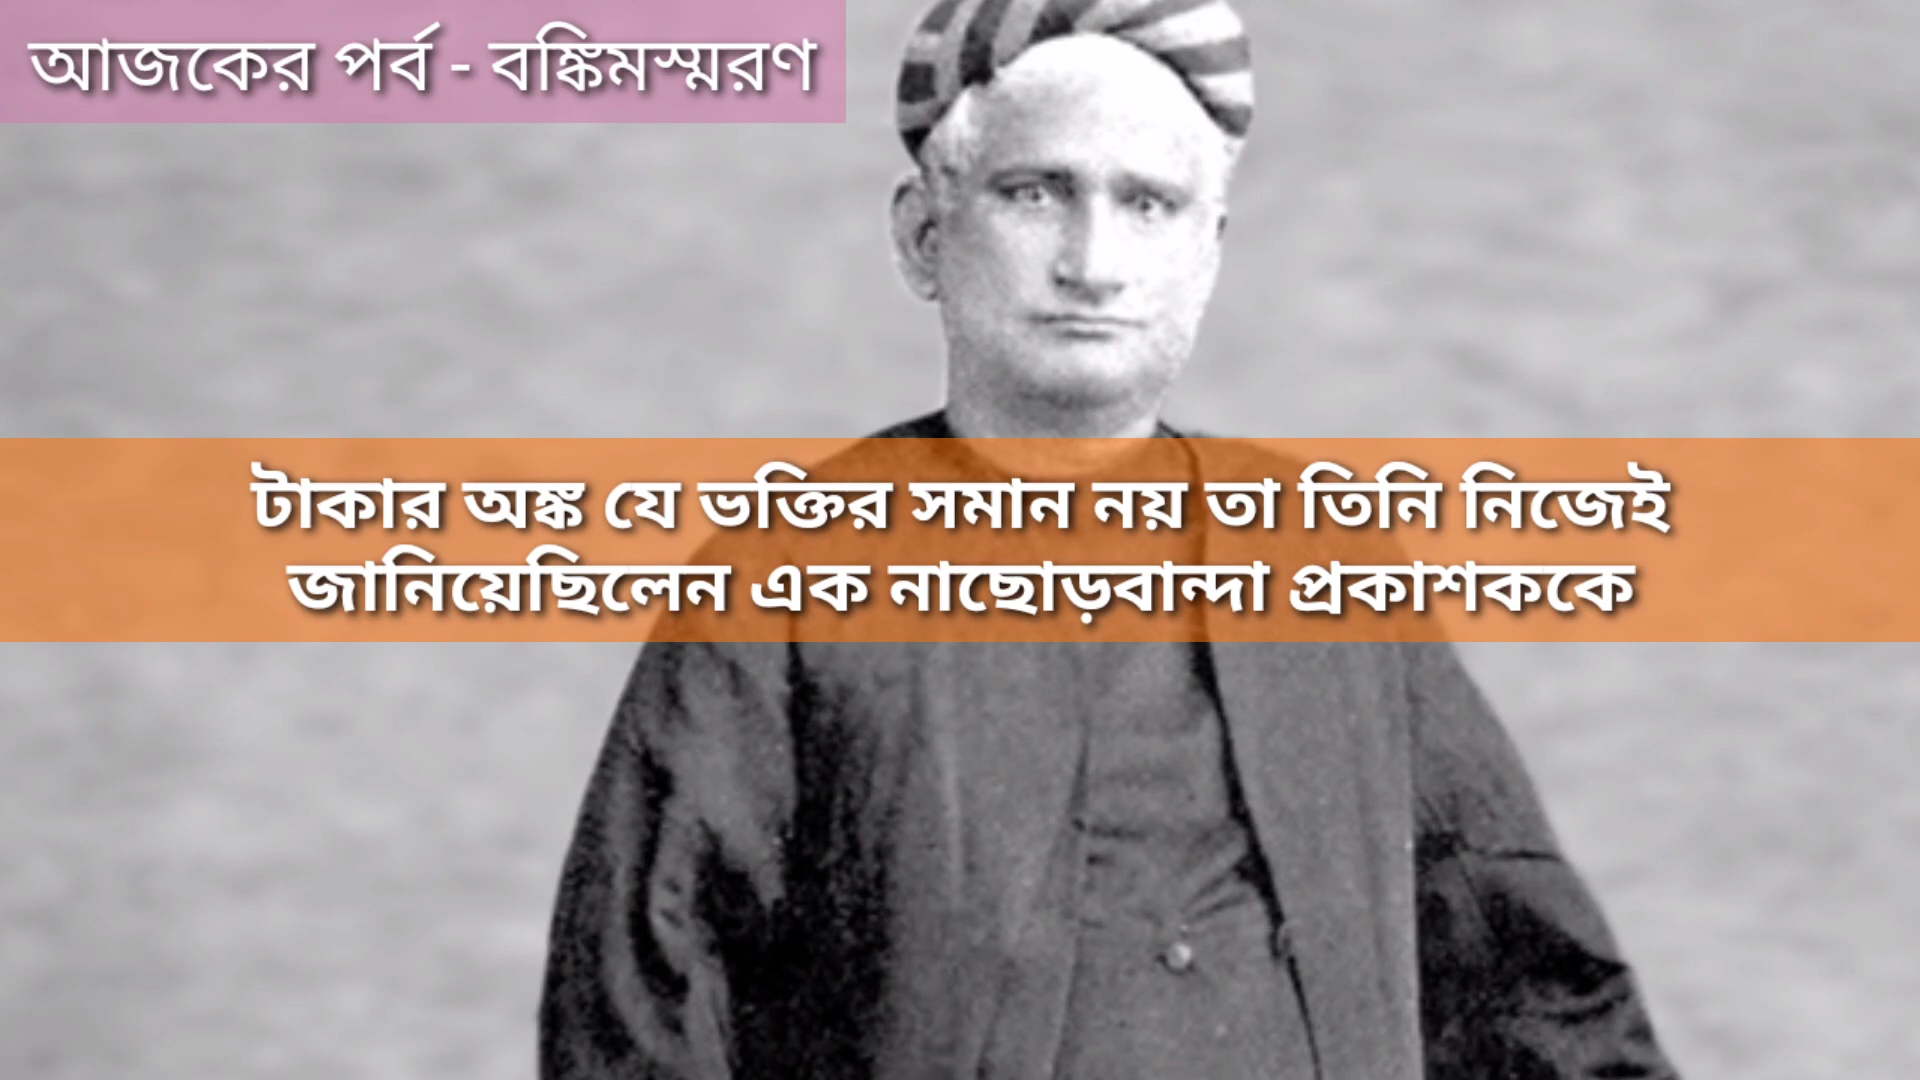 আজকের পর্ব - বঙ্কিমস্মরণ
টাকার অঙ্ক যে ভক্তির সমান নয় তা তিনি নিজেই
জানিয়েছিলেন এক নাছোড়বান্দা প্রকাশককে